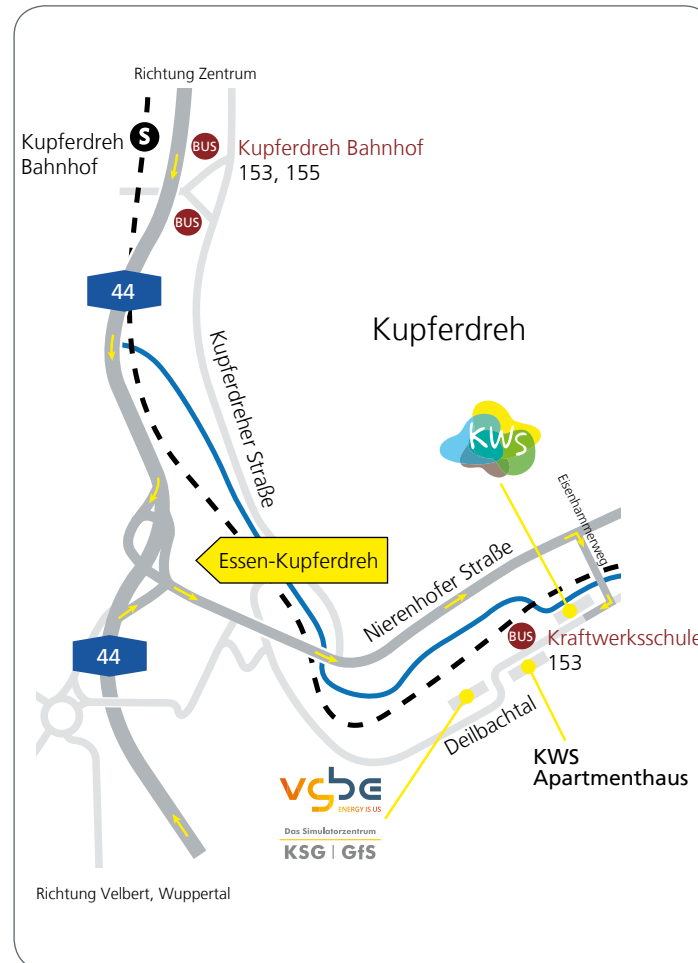 Richtung Zentrum
S
Kupferdreh
Bahnhof
BUS
Kupferdreh Bahnhof
153, 155
BUS
44
Kupferdreh
Kupferdreher Straße
KWS
Eisenhammerweg
Essen-Kupferdreh
Nierenhofer Straße
BUS
Kraftwerksschule
153
44
Deilbachtal
KWS
Apartmenthaus
vgbe
ENERGY IS US
Das Simulatorzentrum
KSG | GfS
Richtung Velbert, Wuppertal